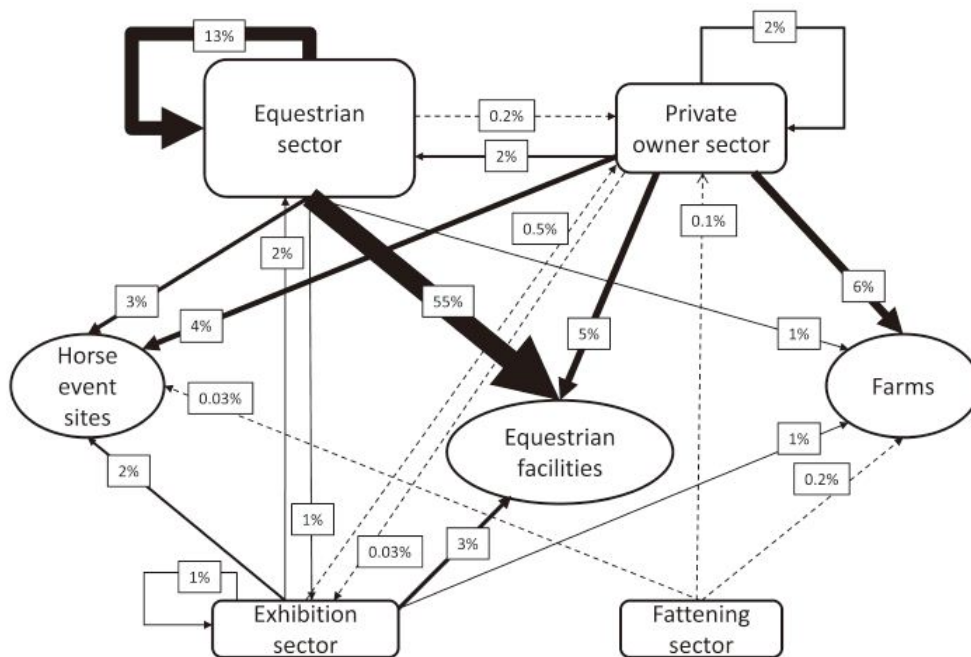 13%
2%
Equestrian
sector
0.2%
Private
owner sector
2%
2%
0.5%
0.1%
3%
4%
55%
5%
6%
1%
Horse
event
sites
0.03%
Equestrian
facilities
Farms
2%
1%
0.03%
3%
1%
0.2%
1%
Exhibition
sector
Fattening
sector